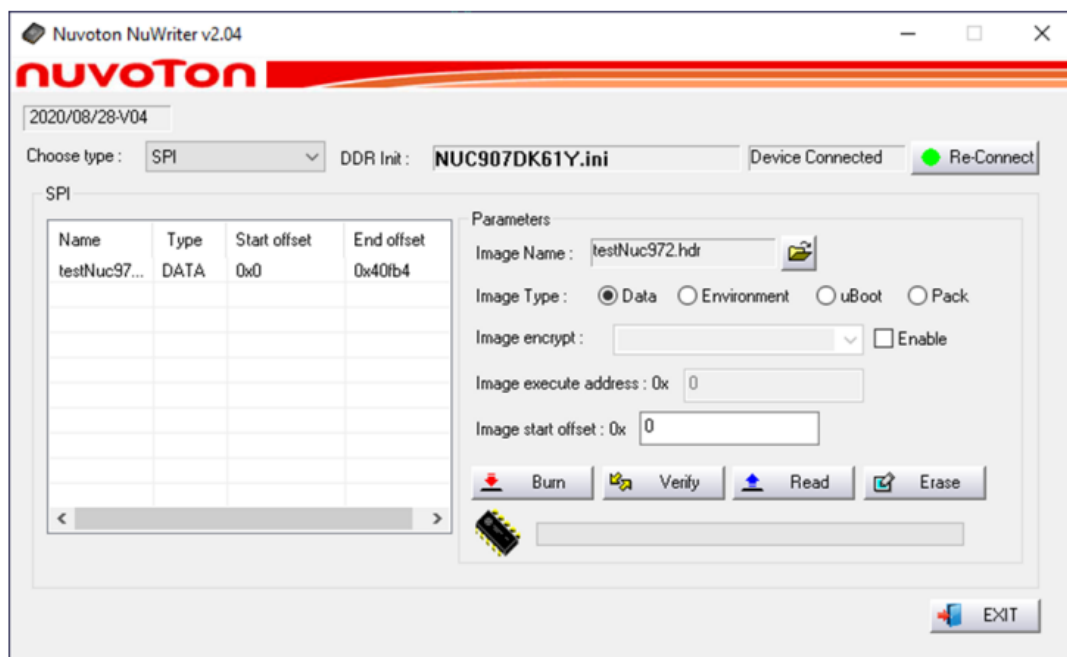 Nuvoton NuWriter v2.04
nuvoTon
2020/08/28-V04
Choose type : SPI DDR Init : NUC907DK61Y.ini Device Connected Re-Connect
SPI
Name Type Start offset End offset
testNuc97... DATA 0x0 0x40fb4
Parameters
Image Name : testNuc972.hdr
Image Type : Data Environment uBoot Pack
Image encrypt : Enable
Image execute address : 0x 0
Image start offset : 0x 0
Burn Verify Read Erase
EXIT